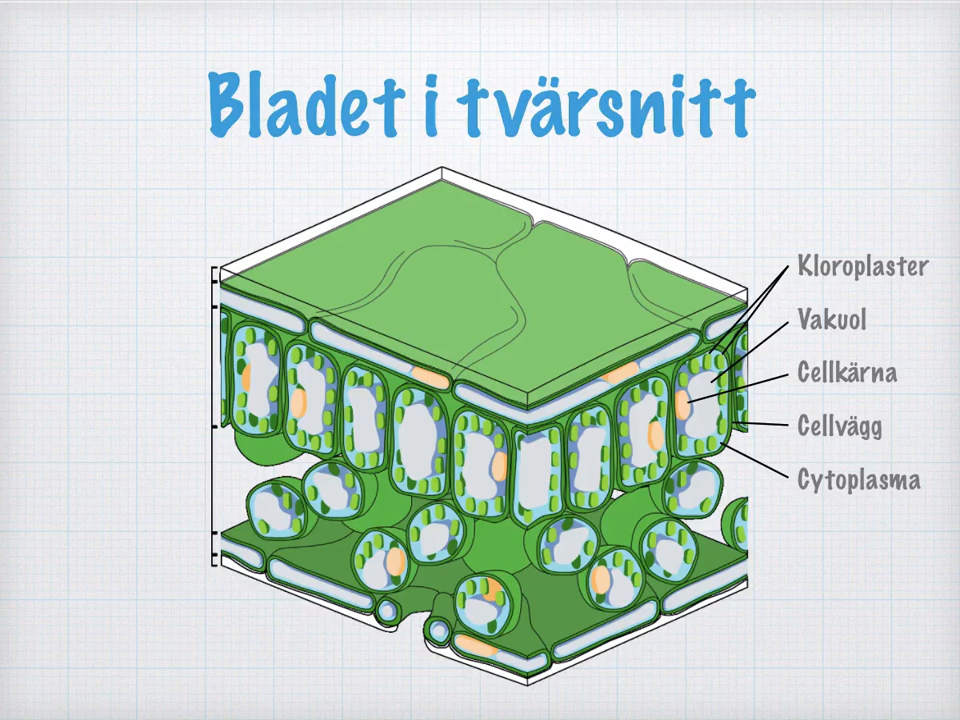 Bladet i tvärsnitt
Kloroplaster
Vakuol
Cellkärna
Cellvägg
Cytoplasma